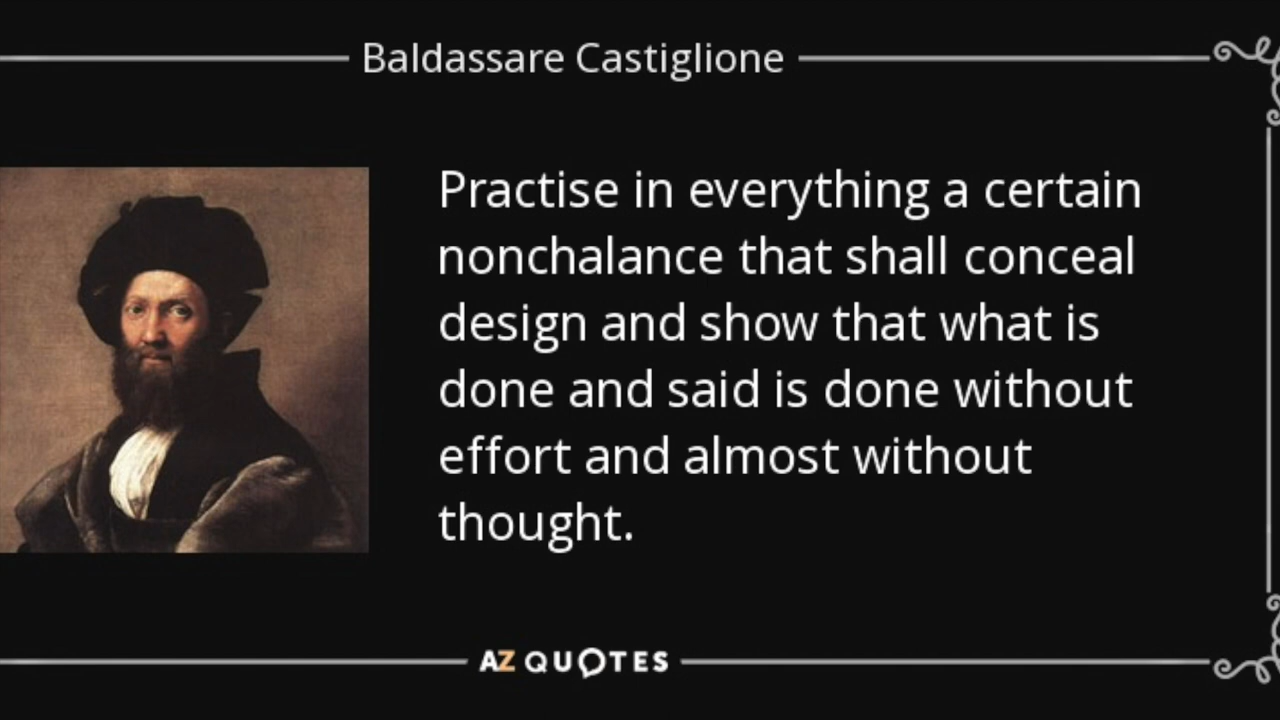 Baldassare Castiglione
Practise in everything a certain
nonchalance that shall conceal
design and show that what is
done and said is done without
effort and almost without
thought.
AZ QUOTES